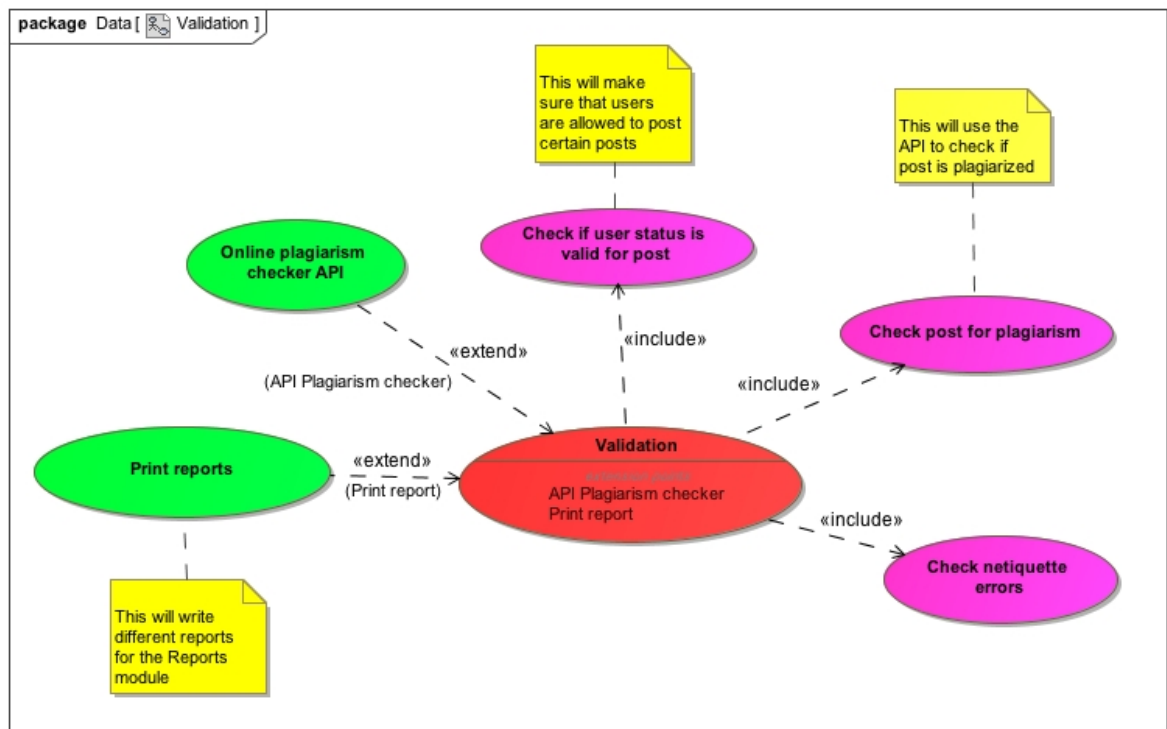 package Data [ Validation ]
This will make
sure that users
are allowed to post
certain posts
This will use the
API to check if
post is plagiarized
Check if user status is
valid for post
Online plagiarism
checker API
Check post for plagiarism
«extend»
(API Plagiarism checker)
«include»
«include»
Print reports
«extend»
(Print report)
Validation
extension points
API Plagiarism checker
Print report
«include»
Check netiquette
errors
This will write
different reports
for the Reports
module